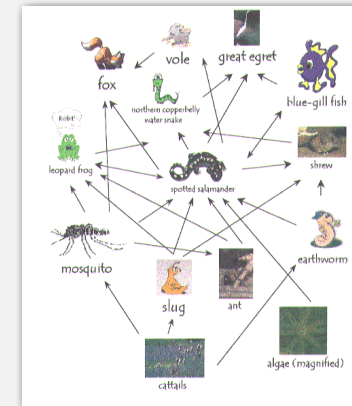 great egret
vole
fox
blue-gill fish
northern copperbelly
water snake
Ribbit!
leopard frog
shrew
spotted salamander
mosquito
earthworm
slug
ant
algae (magnified)
cattails